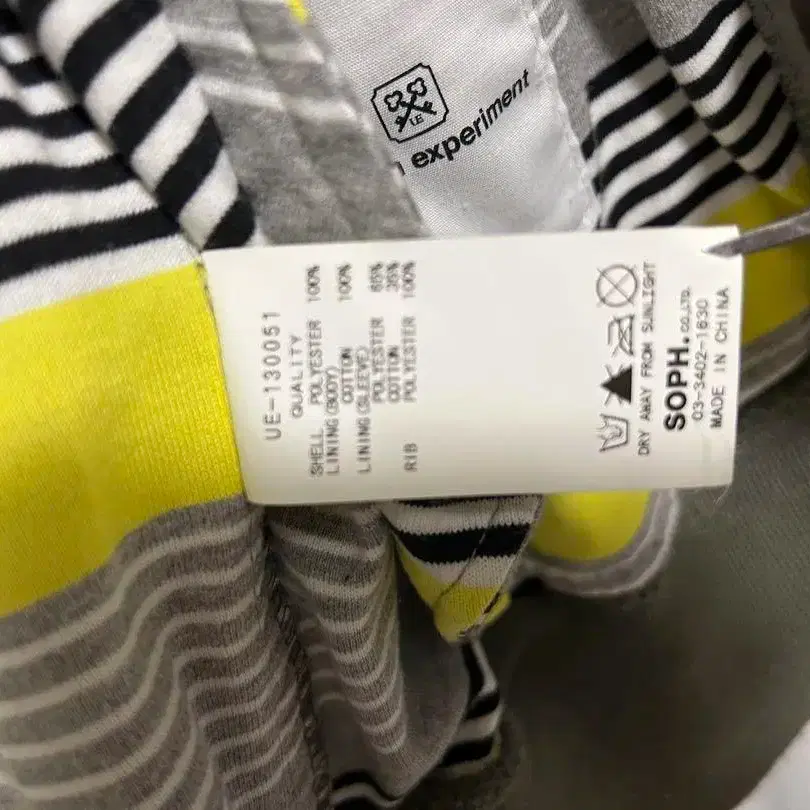 I.E
experiment
UE-130051
QUALITY
SHELL POLYESTER 100%
LINING(BODY)
COTTON 100%
LINING(SLEEVE)
POLYESTER 65%
COTTON 35%
RIB POLYESTER 100%
DRY AWAY FROM SUNLIGHT
SOPH.CO.,LTD.
03-3402-1630
MADE IN CHINA